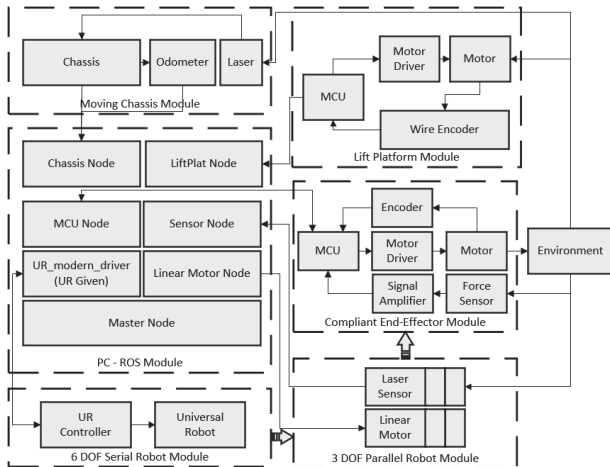 Chassis
Odometer
Laser
Moving Chassis Module
Motor
Driver
Motor
MCU
Wire Encoder
Lift Platform Module
Chassis Node
LiftPlat Node
MCU Node
Sensor Node
UR_modern_driver
(UR Given)
Linear Motor Node
Master Node
PC - ROS Module
Encoder
MCU
Motor
Driver
Motor
Environment
Signal
Amplifier
Force
Sensor
Compliant End-Effector Module
UR
Controller
Universal
Robot
6 DOF Serial Robot Module
Laser
Sensor
Linear
Motor
3 DOF Parallel Robot Module